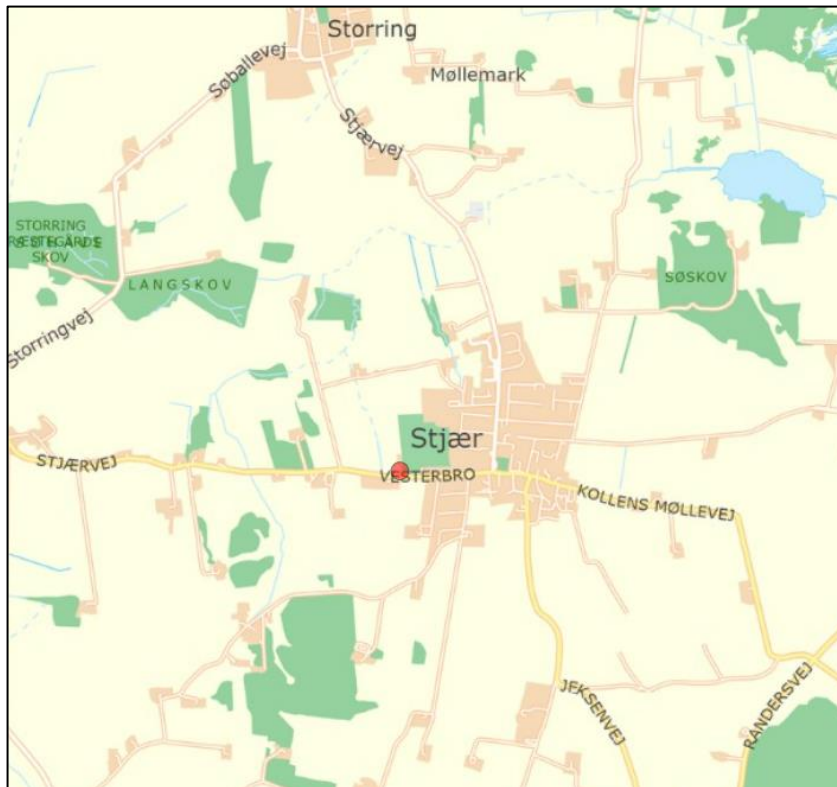 Storring
Søballevej
Møllemark
Stjærvej
STORRING
SKOV
LANGSKOV
SØSKOV
Storringvej
Stjær
STJÆRVEJ
VESTERBRO
KOLLENS MØLLEVEJ
JEKSENVEJ
RANDERSVEJ